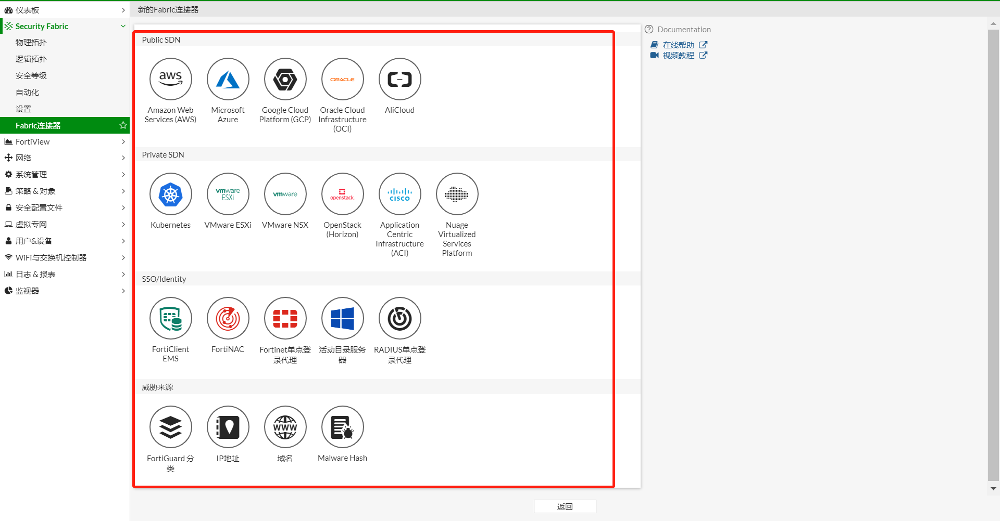 仪表板
Security Fabric
物理拓扑
逻辑拓扑
安全等级
自动化
设置
Fabric连接器
FortiView
网络
系统管理
策略 & 对象
安全配置文件
虚拟专网
用户&设备
WiFi与交换机控制器
日志 & 报表
监视器
新的Fabric连接器
Public SDN
aws
ORACLE
Amazon Web
Services (AWS)
Microsoft
Azure
Google Cloud
Platform (GCP)
Oracle Cloud
Infrastructure
(OCI)
AliCloud
Private SDN
vmware
ESXi
vmware
openstack.
CISCO
Kubernetes
VMware ESXi
VMware NSX
OpenStack
(Horizon)
Application
Centric
Infrastructure
(ACI)
Nuage
Virtualized
Services
Platform
SSO/Identity
FortiClient
EMS
FortiNAC
Fortinet单点登
录代理
活动目录服务
器
RADIUS单点登
录代理
威胁来源
WWW
FortiGuard 分
类
IP地址
域名
Malware Hash
返回
Documentation
在线帮助
视频教程